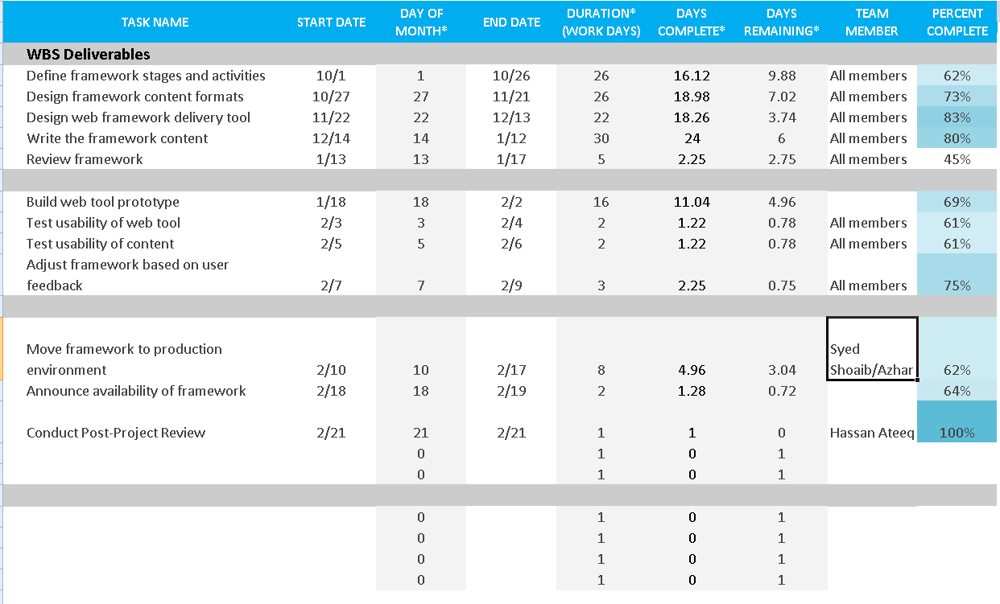 TASK NAME START DATE DAY OF MONTH* END DATE DURATION* (WORK DAYS) DAYS COMPLETE* DAYS REMAINING* TEAM MEMBER PERCENT COMPLETE
WBS Deliverables
Define framework stages and activities 10/1 1 10/26 26 16.12 9.88 All members 62%
Design framework content formats 10/27 27 11/21 26 18.98 7.02 All members 73%
Design web framework delivery tool 11/22 22 12/13 22 18.26 3.74 All members 83%
Write the framework content 12/14 14 1/12 30 24 6 All members 80%
Review framework 1/13 13 1/17 5 2.25 2.75 All members 45%
Build web tool prototype 1/18 18 2/2 16 11.04 4.96 69%
Test usability of web tool 2/3 3 2/4 2 1.22 0.78 All members 61%
Test usability of content 2/5 5 2/6 2 1.22 0.78 All members 61%
Adjust framework based on user
feedback 2/7 7 2/9 3 2.25 0.75 All members 75%
Move framework to production Syed
environment 2/10 10 2/17 8 4.96 3.04 Shoaib/Azhar 62%
Announce availability of framework 2/18 18 2/19 2 1.28 0.72 64%
Conduct Post-Project Review 2/21 21 2/21 1 1 0 Hassan Ateeq 100%
0 1 0 1
0 1 0 1
0 1 0 1
0 1 0 1
0 1 0 1
0 1 0 1